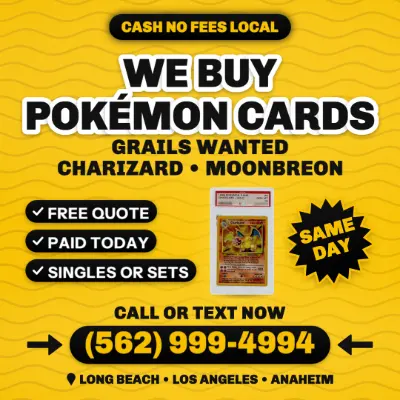 CASH NO FEES LOCAL
WE BUY
POKÉMON CARDS
GRAILS WANTED
CHARIZARD • MOONBREON
FREE QUOTE
PAID TODAY
SINGLES OR SETS
SAME
DAY
CALL OR TEXT NOW
(562) 999-4994
LONG BEACH • LOS ANGELES • ANAHEIM